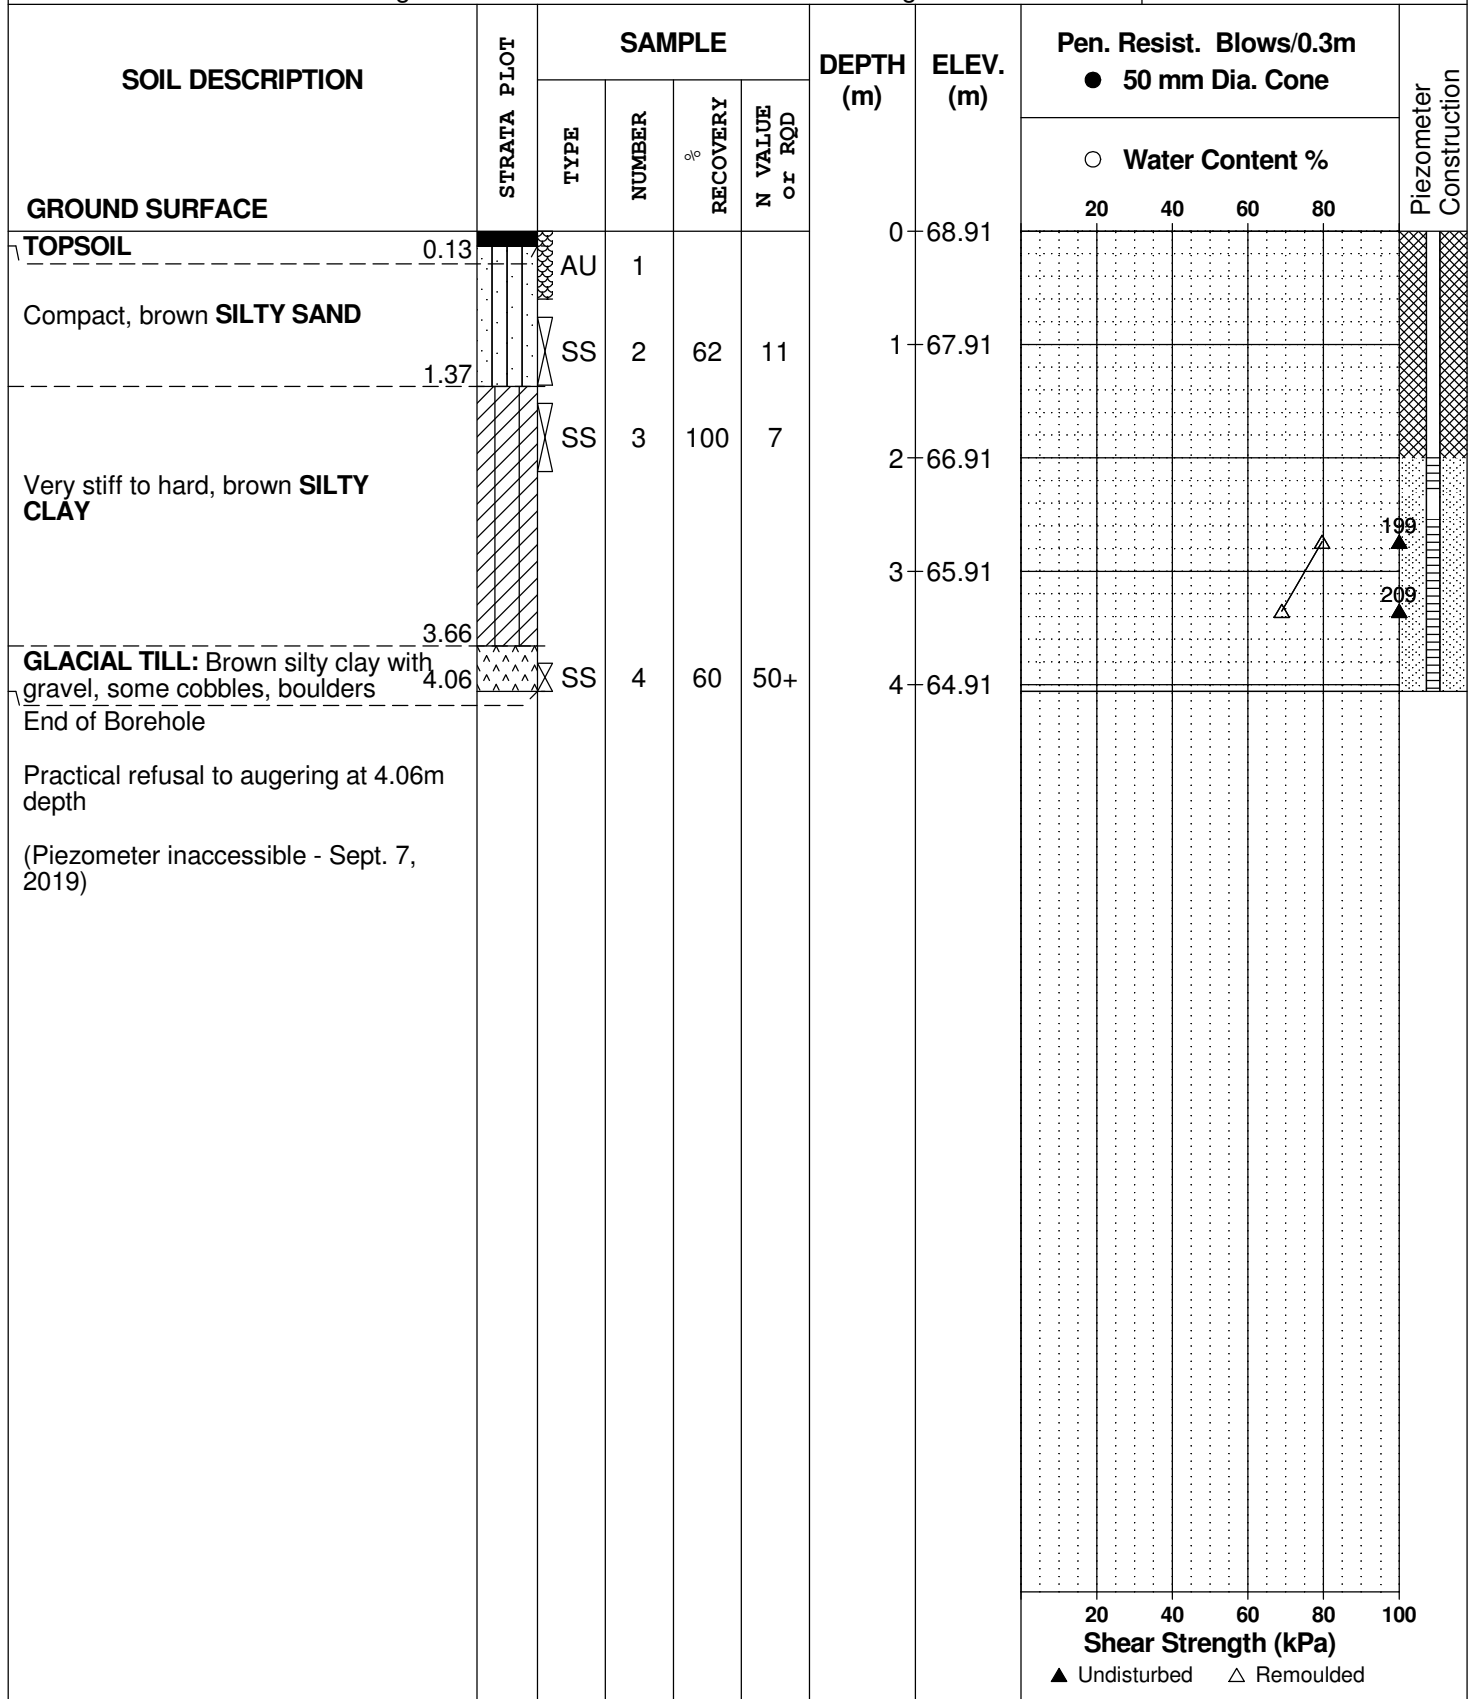 SOIL DESCRIPTION
GROUND SURFACE
STRATA PLOT
SAMPLE
TYPE
NUMBER
%
RECOVERY
N VALUE
or RQD
DEPTH
(m)
ELEV.
(m)
Pen. Resist. Blows/0.3m
● 50 mm Dia. Cone
○ Water Content %
20 40 60 80
Piezometer
Construction
TOPSOIL 0.13
AU 1
0 68.91
Compact, brown SILTY SAND
SS 2 62 11
1 67.91
1.37
SS 3 100 7
2 66.91
Very stiff to hard, brown SILTY
CLAY
199
3 65.91
209
3.66
GLACIAL TILL: Brown silty clay with
gravel, some cobbles, boulders 4.06
SS 4 60 50+
4 64.91
End of Borehole
Practical refusal to augering at 4.06m
depth
(Piezometer inaccessible - Sept. 7,
2019)
20 40 60 80 100
Shear Strength (kPa)
▲ Undisturbed △ Remoulded